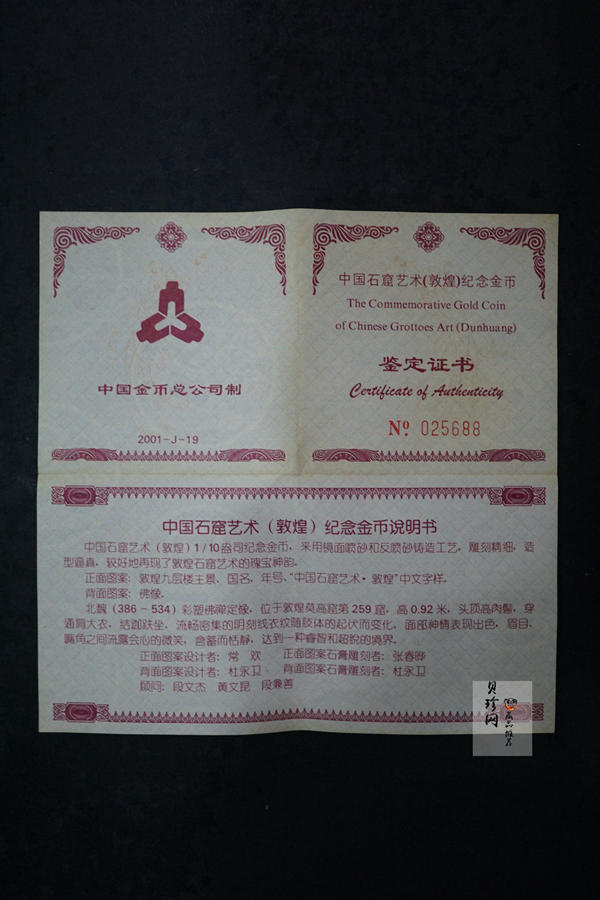 中国金币总公司制
2001-J-19
中国石窟艺术(敦煌)纪念金币
The Commemorative Gold Coin
of Chinese Grottoes Art (Dunhuang)
鉴定证书
Certificate of Authenticity
No. 025688
中国石窟艺术（敦煌）纪念金币说明书
中国石窟艺术（敦煌）1/10盎司纪念金币，采用镜面喷砂和反喷砂铸造工艺，雕刻精细，造
型逼真，较好地再现了敦煌石窟艺术的瑰宝神韵。
正面图案：敦煌九层楼主景、国名、年号、“中国石窟艺术·敦煌”中文字样。
背面图案：佛像。
北魏（386－534）彩塑佛禅定像，位于敦煌莫高窟第259窟，高0.92米，头顶高肉髻，穿
通肩大衣，结跏趺坐。流畅密集的阴刻线衣纹随肢体的起伏而变化，面部神情表现出色，眉目、
嘴角之间流露会心的微笑，含蓄而恬静，达到一种睿智和超脱的境界。
正面图案设计者：常 欢 正面图案石膏雕刻者：张春晔
背面图案设计者：杜永卫 背面图案石膏雕刻者：杜永卫
顾问：段文杰 黄文昆 段兼善
贝珍网
藏品推荐